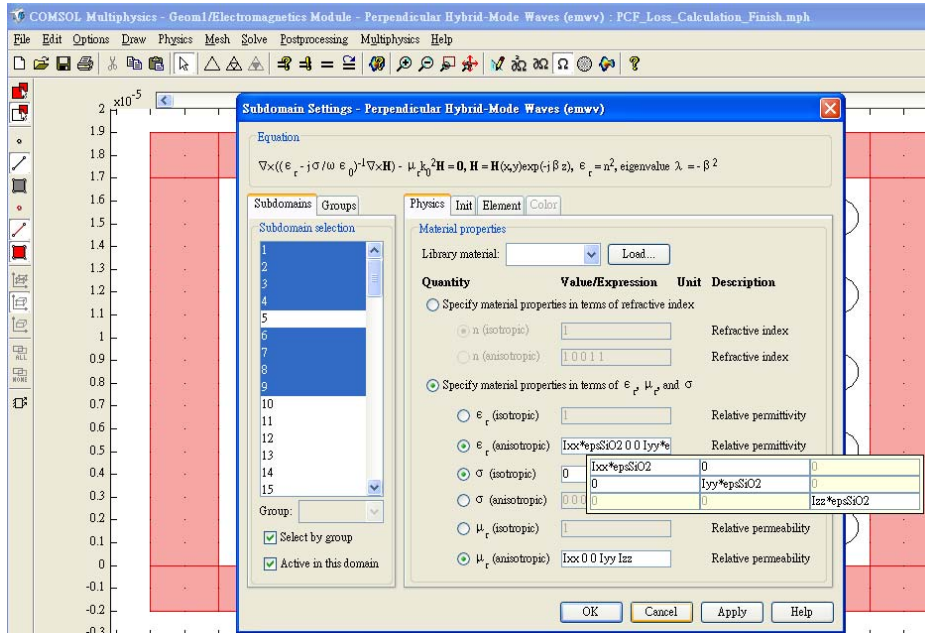 COMSOL Multiphysics - Geom1/Electromagnetics Module - Perpendicular Hybrid-Mode Waves (emwv) : PCF_Loss_Calculation_Finish.mph
File Edit Options Draw Physics Mesh Solve Postprocessing Multiphysics Help
x10⁻⁵
2
1.9
1.8
1.7
1.6
1.5
1.4
1.3
1.2
1.1
1
0.9
0.8
0.7
0.6
0.5
0.4
0.3
0.2
0.1
0
-0.1
-0.2
-0.3
ALL
NONE
Subdomain Settings - Perpendicular Hybrid-Mode Waves (emwv)
Equation
∇×((ε_r - jσ/ω ε_0)⁻¹∇×H) - μ_r k_0²H = 0, H = H(x,y)exp(-j β z), ε_r = n², eigenvalue λ = -β²
Subdomains Groups
Subdomain selection
1
2
3
4
5
6
7
8
9
10
11
12
13
14
15
Group:
Select by group
Active in this domain
Physics Init Element Color
Material properties
Library material: Load...
Quantity Value/Expression Unit Description
Specify material properties in terms of refractive index
n (isotropic) 1 Refractive index
n (anisotropic) 1 0 0 1 1 Refractive index
Specify material properties in terms of ε_r, μ_r, and σ
ε_r (isotropic) 1 Relative permittivity
ε_r (anisotropic) Ixx*epsSiO2 0 0 Iyy*e Relative permittivity
Ixx*epsSiO2 0 0
σ (isotropic) 0
0 Iyy*epsSiO2 0
σ (anisotropic) 0 0 0
0 0 Izz*epsSiO2
μ_r (isotropic) 1 Relative permeability
μ_r (anisotropic) Ixx 0 0 Iyy Izz Relative permeability
OK Cancel Apply Help